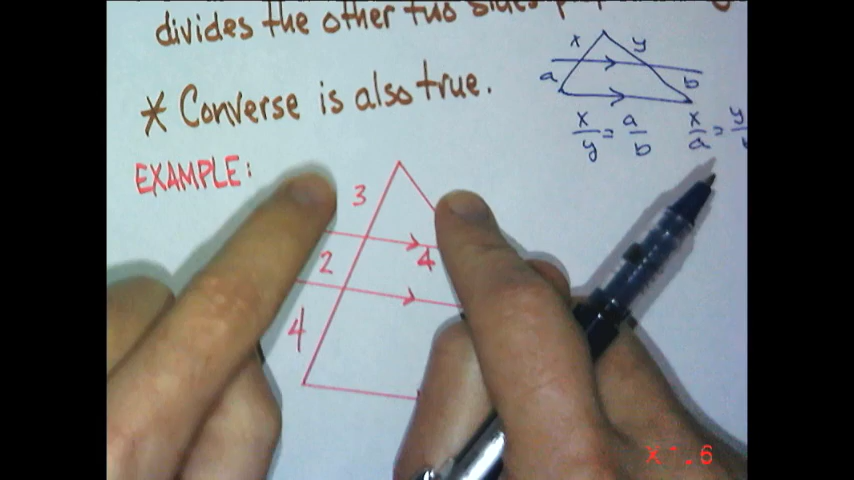 divides the other two sides
* Converse is also true.
x y
a b
x/y = a/b x/a = y/b
EXAMPLE:
3
2 4
4